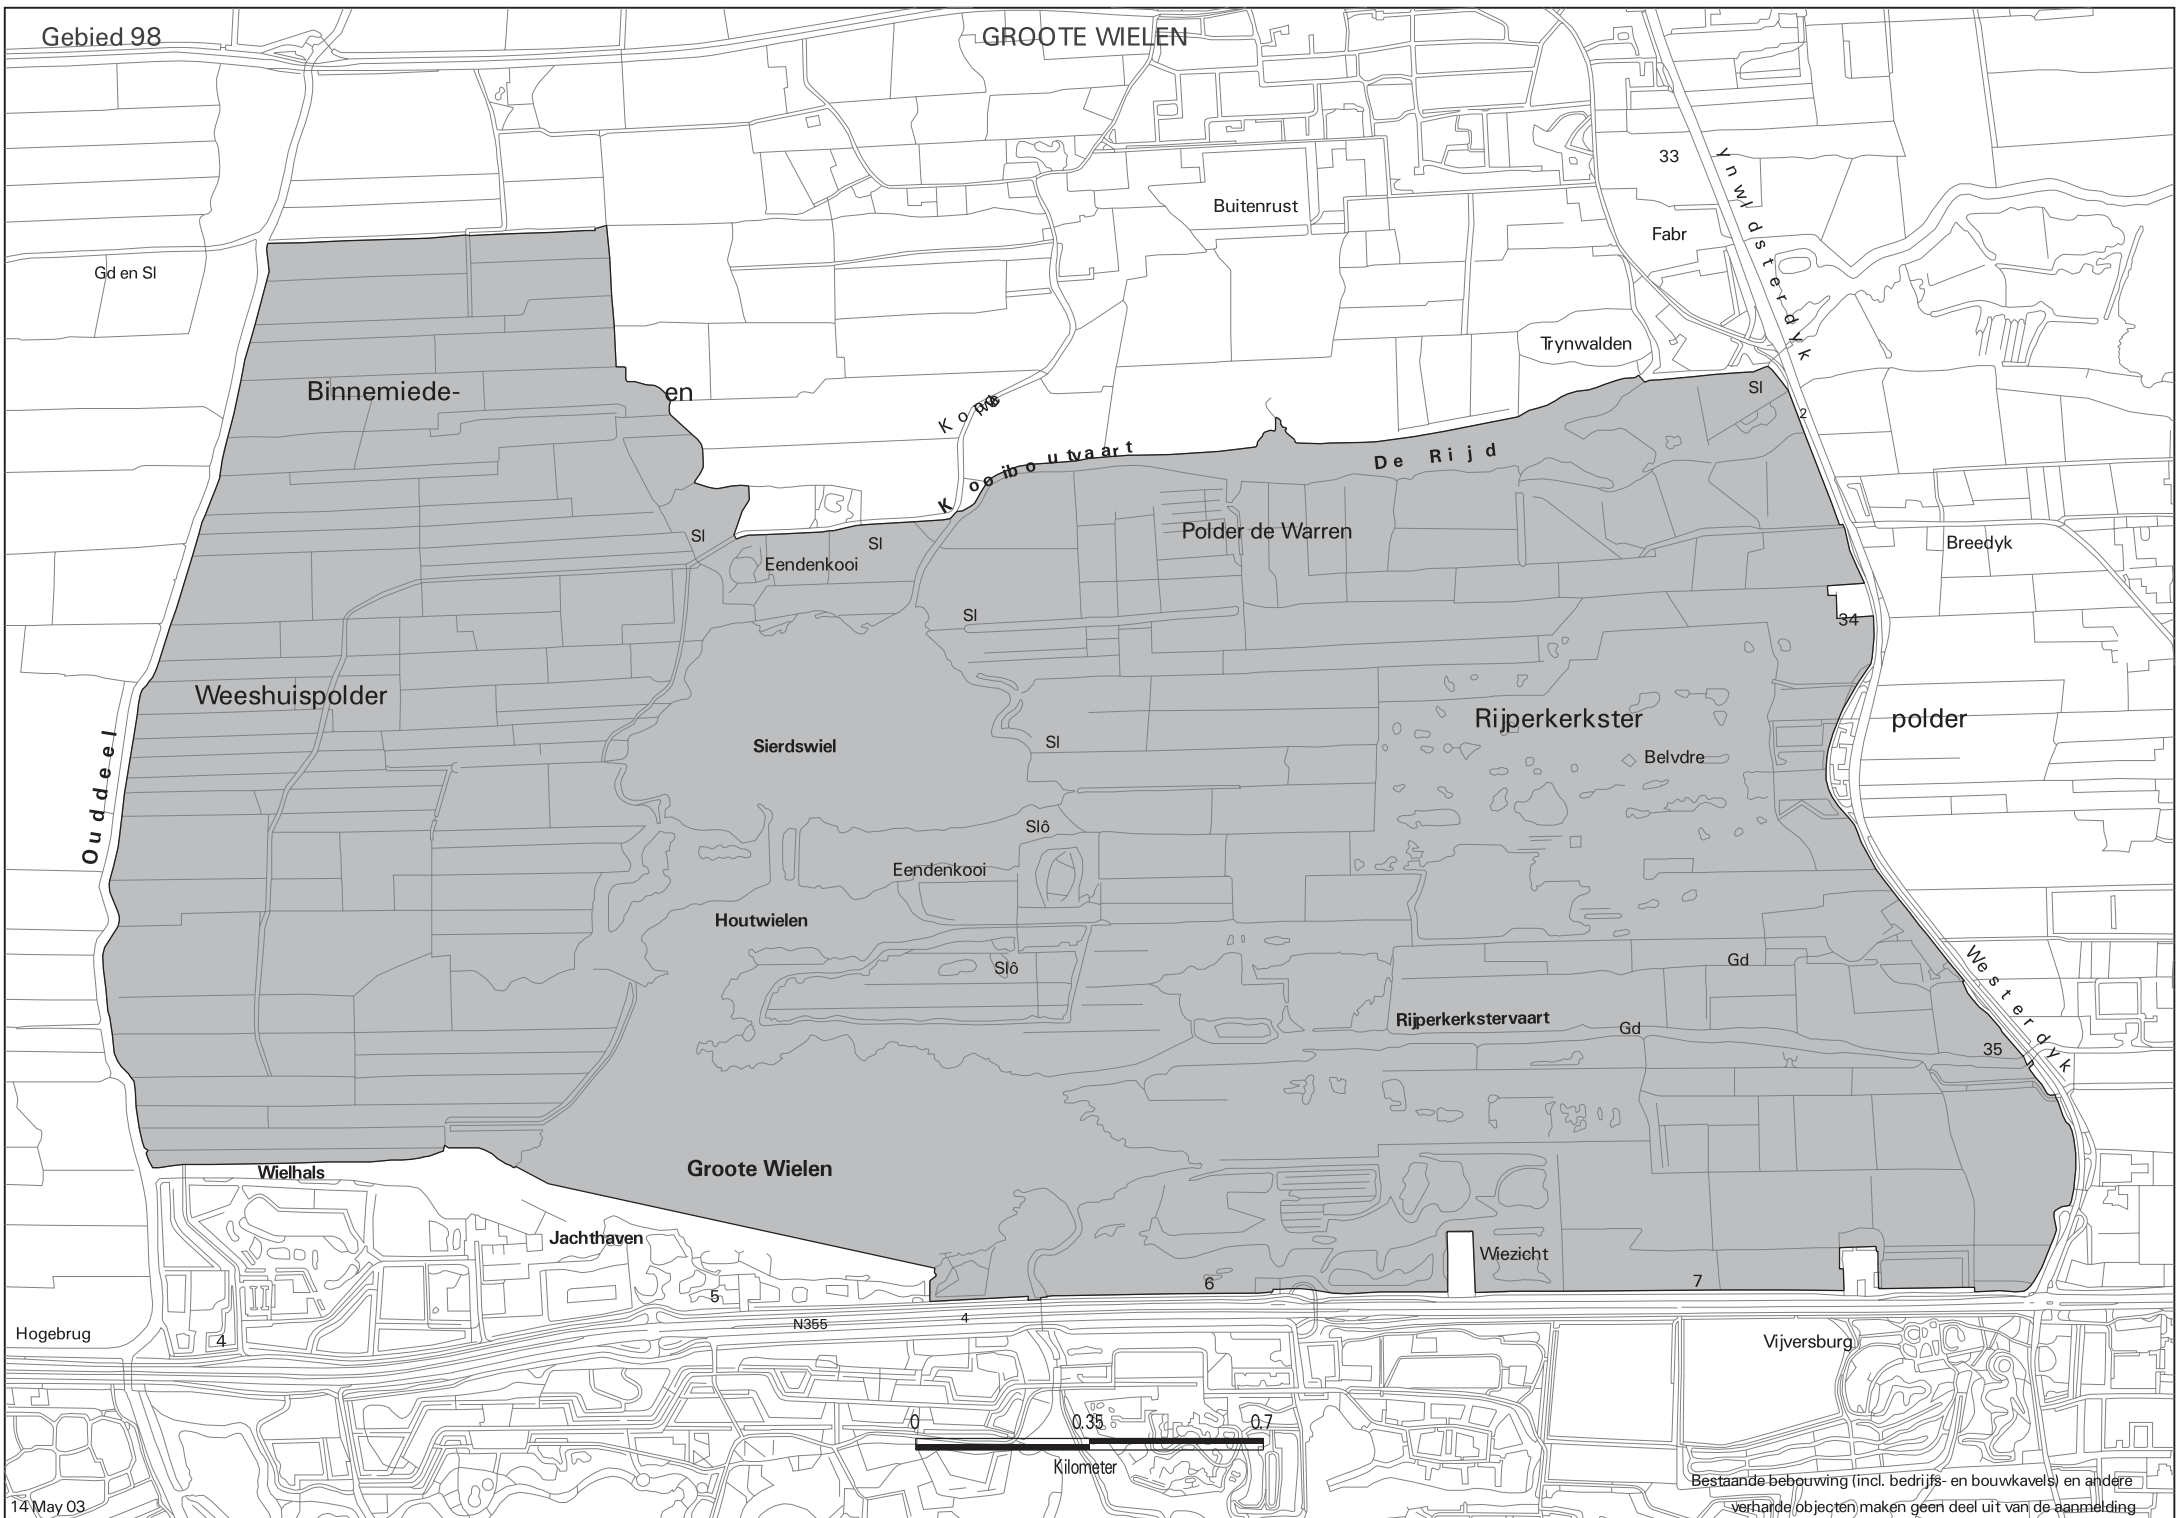 Gebied 98
GROOTE WIELEN
33
ynwldsterdyk
Buitenrust
Fabr
Gd en Sl
Trynwalden
Sl
Binnemiede-
en
2
Kooiboutvaart
De Rijd
Sl
Sl
Polder de Warren
Breedyk
Eendenkooi
Sl
34
Weeshuispolder
Rijperkerkster
polder
Sierdswiel
Sl
Belvdre
Ouddeel
Slô
Eendenkooi
Houtwielen
Slô
Gd
Westerdyk
Rijperkerkstervaart
Gd
35
Wielhals
Groote Wielen
Jachthaven
Wiezicht
6
7
5
4
N355
Hogebrug
4
Vijversburg
0
0.35
0.7
Kilometer
Bestaande bebouwing (incl. bedrijfs- en bouwkavels) en andere
verharde objecten maken geen deel uit van de aanmelding
14 May 03